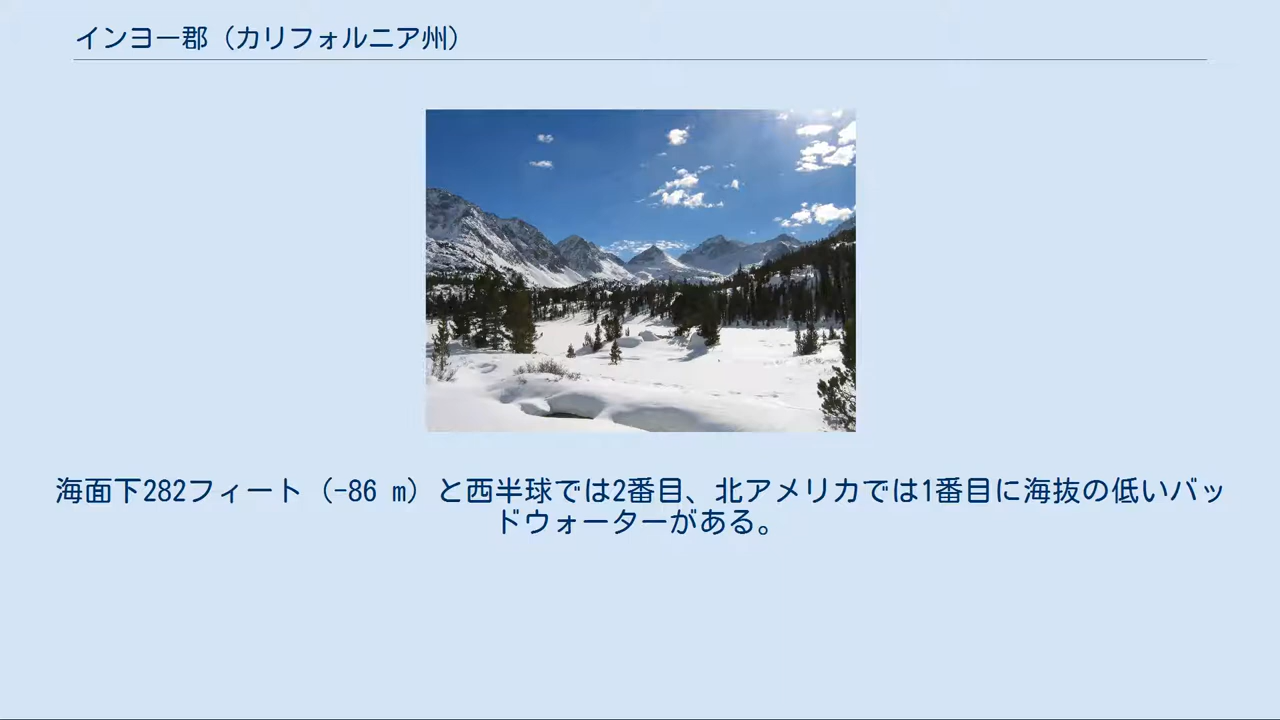 インヨー郡（カリフォルニア州）
海面下282フィート（-86 m）と西半球では2番目、北アメリカでは1番目に海抜の低いバッ
ドウォーターがある。